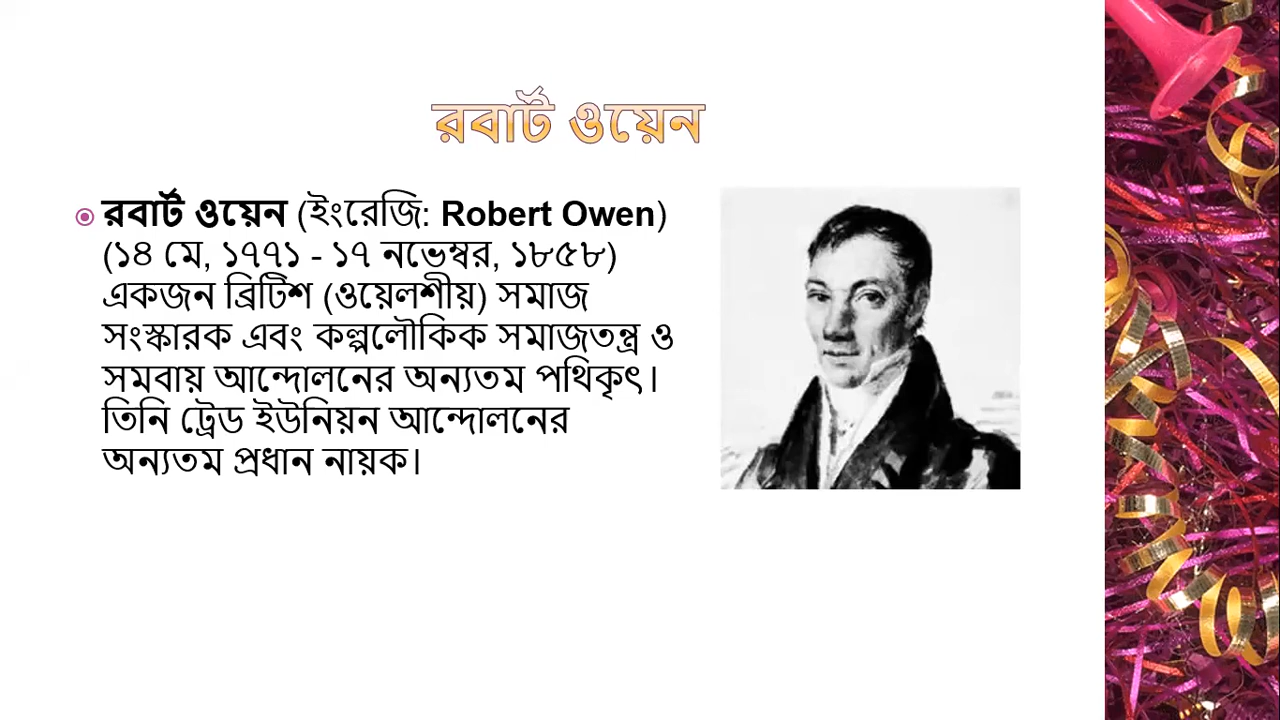 রবার্ট ওয়েন
রবার্ট ওয়েন (ইংরেজি: Robert Owen)
(১৪ মে, ১৭৭১ - ১৭ নভেম্বর, ১৮৫৮)
একজন ব্রিটিশ (ওয়েলশীয়) সমাজ
সংস্কারক এবং কল্পলৌকিক সমাজতন্ত্র ও
সমবায় আন্দোলনের অন্যতম পথিকৃৎ।
তিনি ট্রেড ইউনিয়ন আন্দোলনের
অন্যতম প্রধান নায়ক।